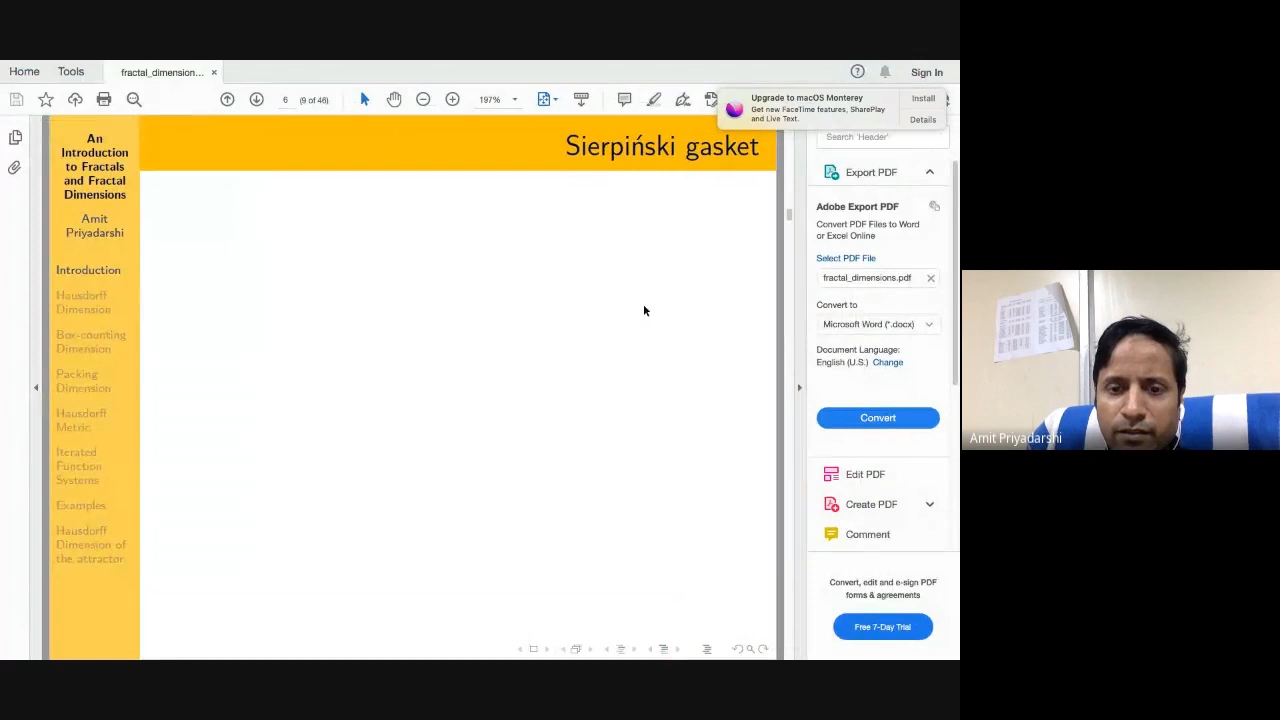 Home
Tools
fractal_dimension...
Sign In
6
(9 of 46)
197%
Upgrade to macOS Monterey
Get new FaceTime features, SharePlay
and Live Text.
Install
Details
An
Introduction
to Fractals
and Fractal
Dimensions
Amit
Priyadarshi
Introduction
Hausdorff
Dimension
Box-counting
Dimension
Packing
Dimension
Hausdorff
Metric
Iterated
Function
Systems
Examples
Hausdorff
Dimension of
the attractor
Sierpiński gasket
Search 'Header'
Export PDF
Adobe Export PDF
Convert PDF Files to Word
or Excel Online
Select PDF File
fractal_dimensions.pdf
Convert to
Microsoft Word (*.docx)
Document Language:
English (U.S.) Change
Convert
Edit PDF
Create PDF
Comment
Convert, edit and e-sign PDF
forms & agreements
Free 7-Day Trial
Amit Priyadarshi